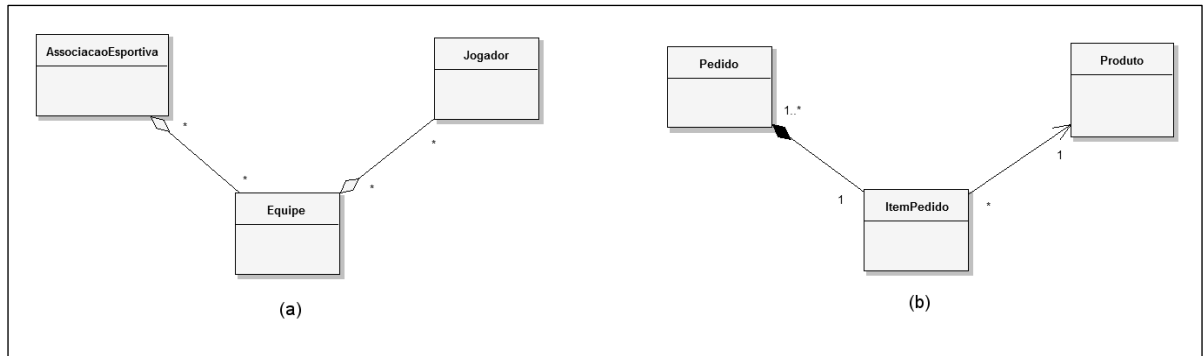 AssociacaoEsportiva
Jogador
*
*
*
*
Equipe
(a)
Pedido
Produto
1..*
1
1
*
ItemPedido
(b)